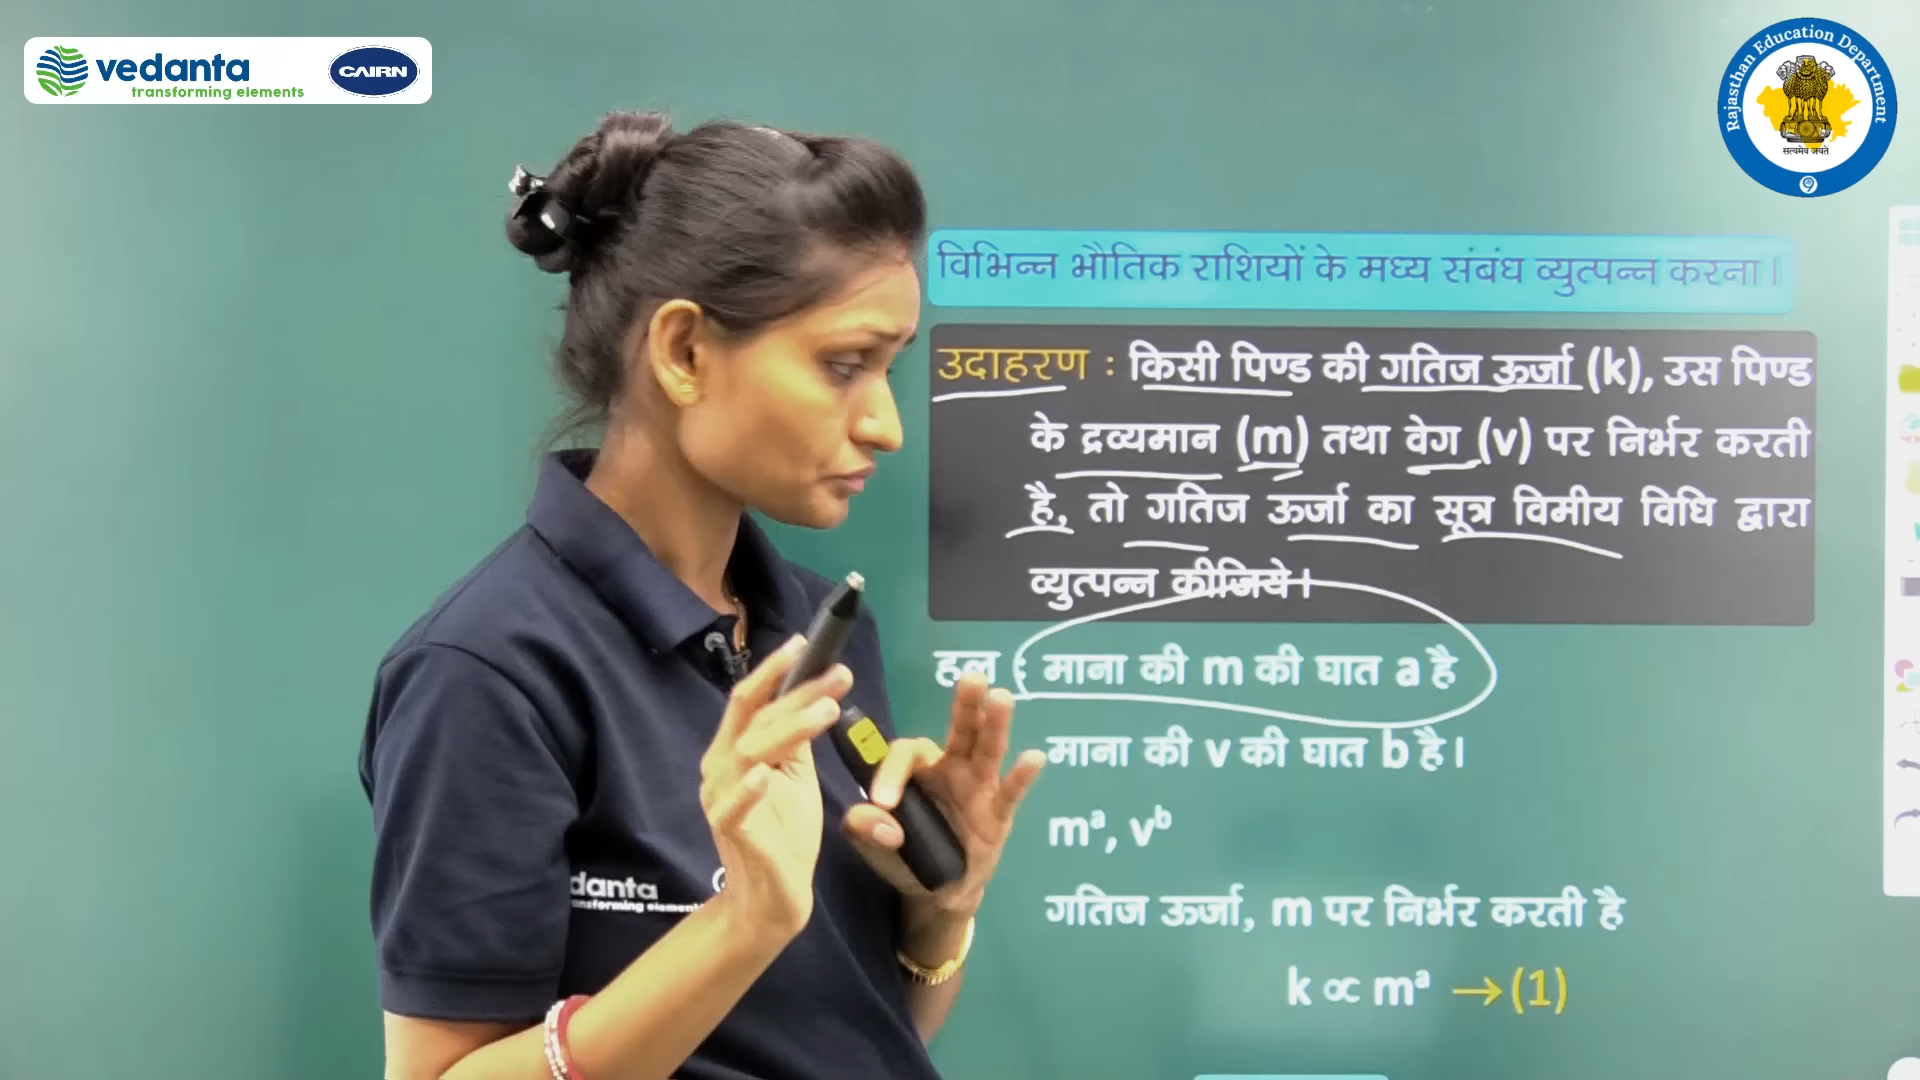 vedanta
transforming elements
CAIRN
Rajasthan Education Department
सत्यमेव जयते
विभिन्न भौतिक राशियों के मध्य संबंध व्युत्पन्न करना।
उदाहरण : किसी पिण्ड की गतिज ऊर्जा (k), उस पिण्ड
के द्रव्यमान (m) तथा वेग (v) पर निर्भर करती
है, तो गतिज ऊर्जा का सूत्र विमीय विधि द्वारा
व्युत्पन्न कीजिये।
हल : माना की m की घात a है
माना की v की घात b है।
mᵃ, vᵇ
गतिज ऊर्जा, m पर निर्भर करती है
k ∝ mᵃ → (1)
danta